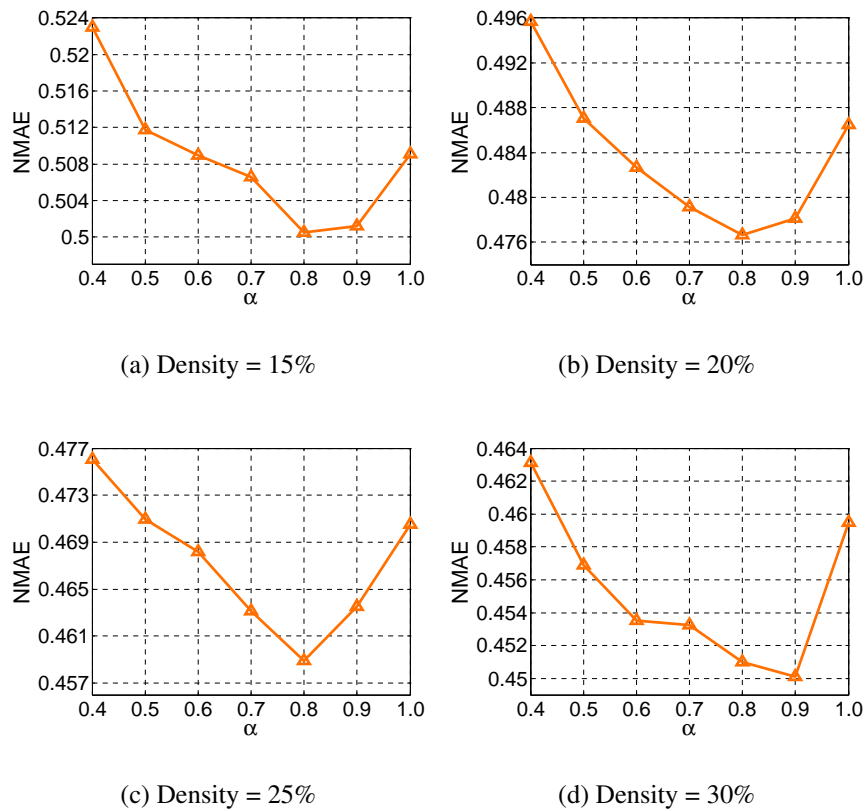 0.524
0.52
0.516
0.512
0.508
0.504
0.5
NMAE
0.4 0.5 0.6 0.7 0.8 0.9 1.0
α
(a) Density = 15%
0.496
0.492
0.488
0.484
0.48
0.476
NMAE
0.4 0.5 0.6 0.7 0.8 0.9 1.0
α
(b) Density = 20%
0.477
0.473
0.469
0.465
0.461
0.457
NMAE
0.4 0.5 0.6 0.7 0.8 0.9 1.0
α
(c) Density = 25%
0.464
0.462
0.46
0.458
0.456
0.454
0.452
0.45
NMAE
0.4 0.5 0.6 0.7 0.8 0.9 1.0
α
(d) Density = 30%